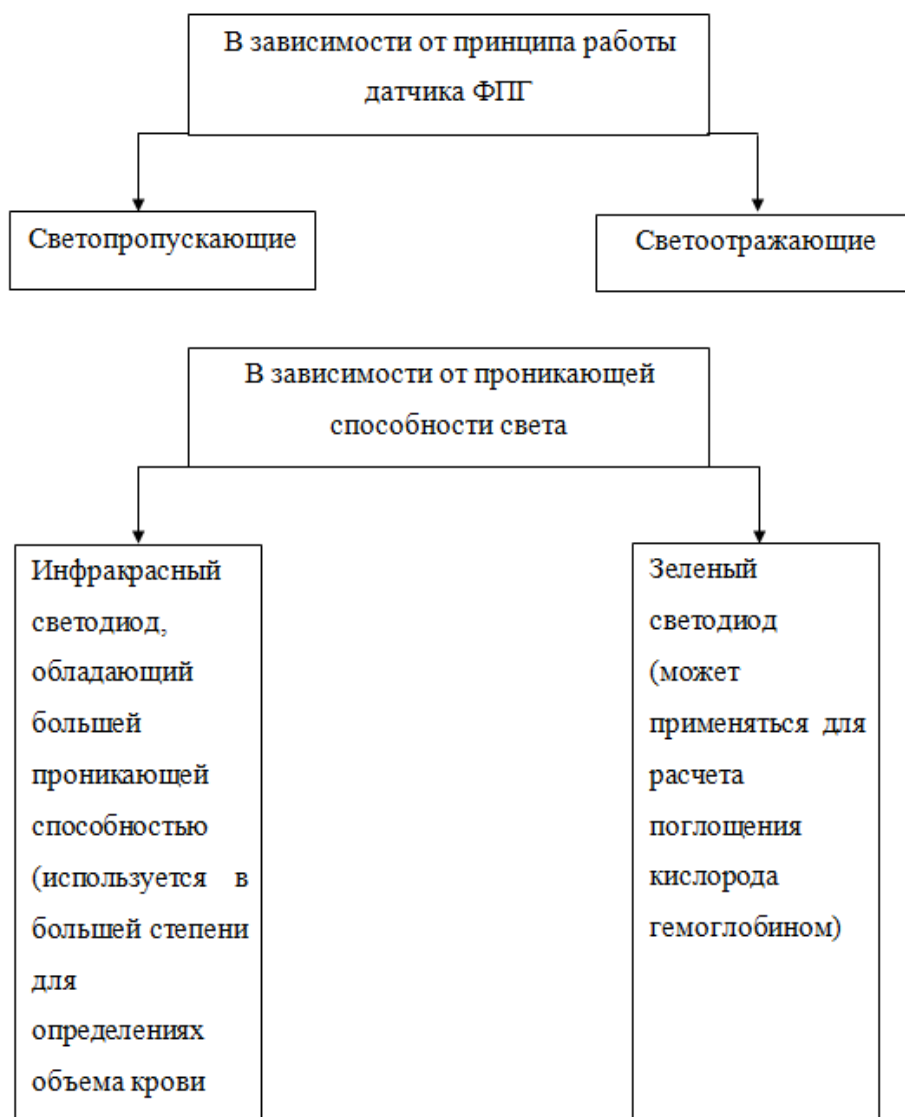 В зависимости от принципа работы
датчика ФПГ
Светопропускающие
Светоотражающие
В зависимости от проникающей
способности света
Инфракрасный
светодиод,
обладающий
большей
проникающей
способностью
(используется в
большей степени
для
определениях
объема крови
Зеленый
светодиод
(может
применяться для
расчета
поглощения
кислорода
гемоглобином)